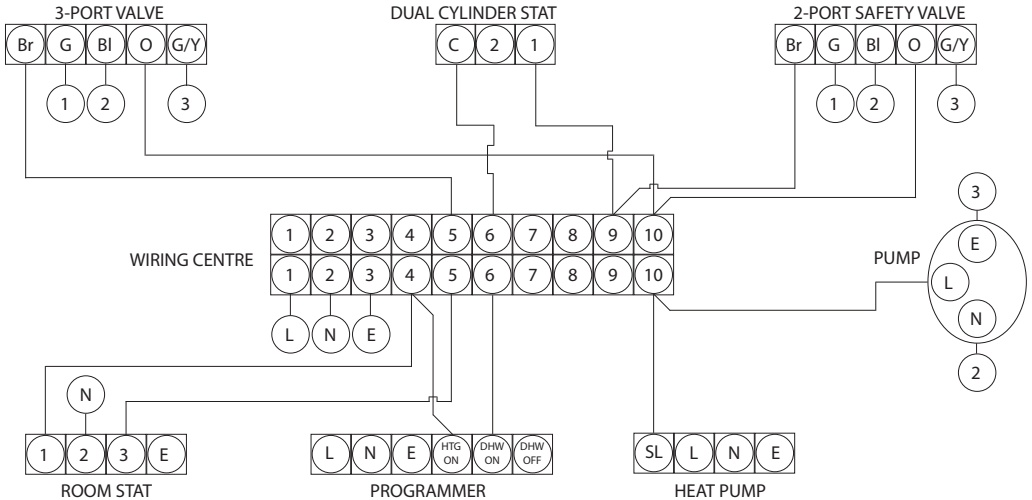 3-PORT VALVE DUAL CYLINDER STAT 2-PORT SAFETY VALVE
Br G Bl O G/Y C 2 1 Br G Bl O G/Y
1 2 3 1 2 3
3
1 2 3 4 5 6 7 8 9 10
E
WIRING CENTRE PUMP
1 2 3 4 5 6 7 8 9 10
L
N
L N E
2
N
1 2 3 E L N E HTG ON DHW ON DHW OFF SL L N E
ROOM STAT PROGRAMMER HEAT PUMP